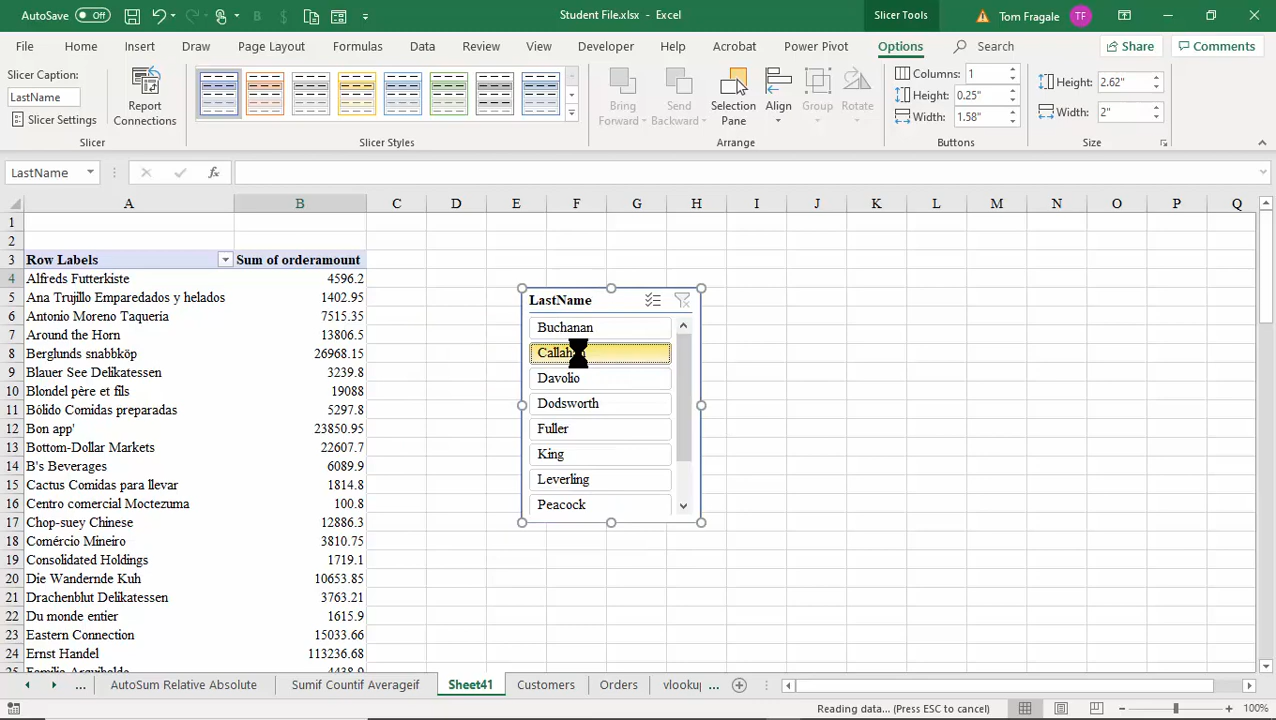 AutoSave Off Student File.xlsx - Excel Slicer Tools Tom Fragale TF
File Home Insert Draw Page Layout Formulas Data Review View Developer Help Acrobat Power Pivot Options Search Share Comments
Slicer Caption:
LastName
Slicer Settings
Report
Connections
Bring
Forward
Send
Backward
Selection
Pane
Align
Group
Rotate
Columns: 1
Height: 0.25"
Width: 1.58"
Height: 2.62"
Width: 2"
Slicer Slicer Styles Arrange Buttons Size
LastName fx
A B C D E F G H I J K L M N O P Q
1
2
3 Row Labels Sum of orderamount
4 Alfreds Futterkiste 4596.2
5 Ana Trujillo Emparedados y helados 1402.95
6 Antonio Moreno Taqueria 7515.35
7 Around the Horn 13806.5
8 Berglunds snabbköp 26968.15
9 Blauer See Delikatessen 3239.8
10 Blondel père et fils 19088
11 Bólido Comidas preparadas 5297.8
12 Bon app' 23850.95
13 Bottom-Dollar Markets 22607.7
14 B's Beverages 6089.9
15 Cactus Comidas para llevar 1814.8
16 Centro comercial Moctezuma 100.8
17 Chop-suey Chinese 12886.3
18 Comércio Mineiro 3810.75
19 Consolidated Holdings 1719.1
20 Die Wandernde Kuh 10653.85
21 Drachenblut Delikatessen 3763.21
22 Du monde entier 1615.9
23 Eastern Connection 15033.66
24 Ernst Handel 113236.68
LastName
Buchanan
Davolio
Dodsworth
Fuller
King
Leverling
Peacock
... AutoSum Relative Absolute Sumif Countif Averageif Sheet41 Customers Orders vlooku ...
Reading data... (Press ESC to cancel) 100%